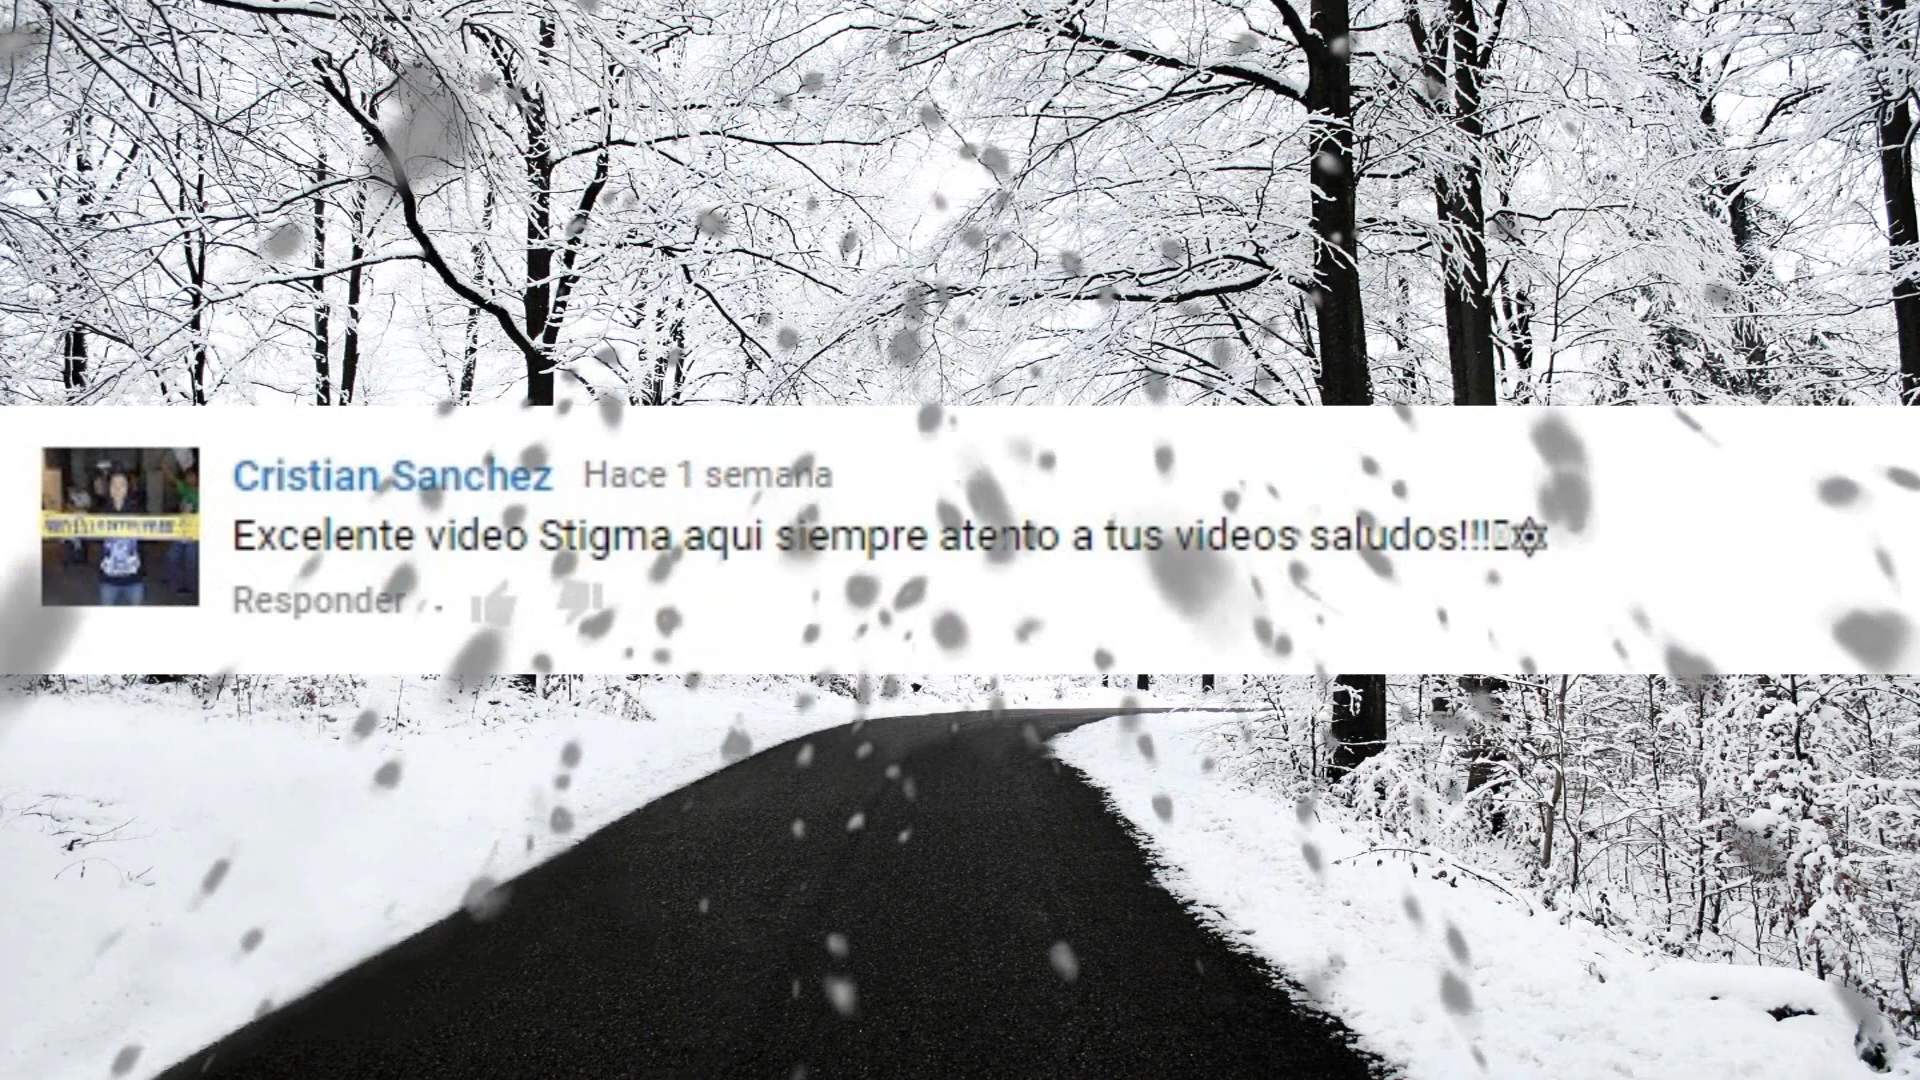 Cristian Sanchez Hace 1 semana
Excelente video Stigma aqui siempre atento a tus videos saludos!!!
Responder